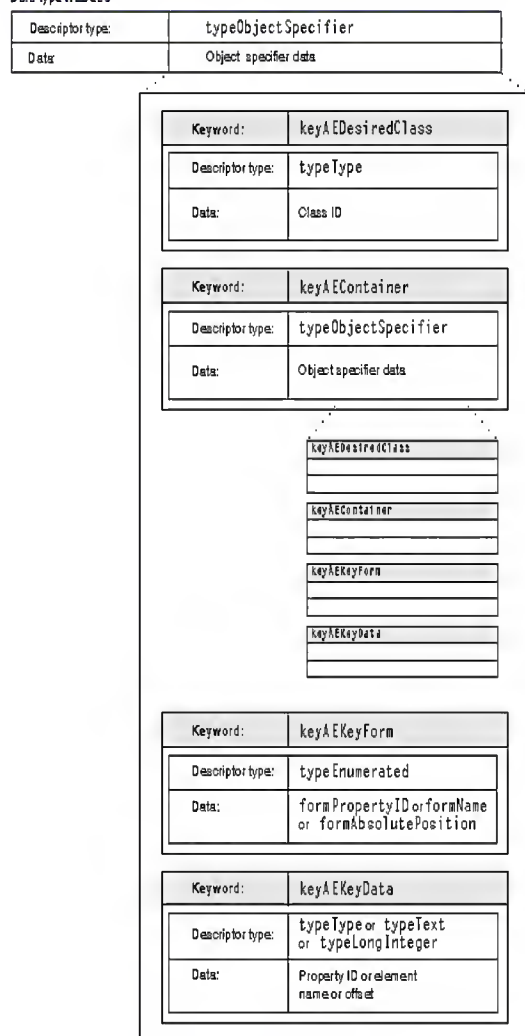 Descriptor type: typeObjectSpecifier
Data: Object specifier data
Keyword: keyAEDesiredClass
Descriptor type: typeType
Data: Class ID
Keyword: keyAEContainer
Descriptor type: typeObjectSpecifier
Data: Object specifier data
keyAEDesiredClass
keyAEContainer
keyAEKeyForm
keyAEKeyData
Keyword: keyAEKeyForm
Descriptor type: typeEnumerated
Data: formPropertyID or formName
or formAbsolutePosition
Keyword: keyAEKeyData
Descriptor type: typeType or typeText
or typeLongInteger
Data: Property ID or element
name or offset